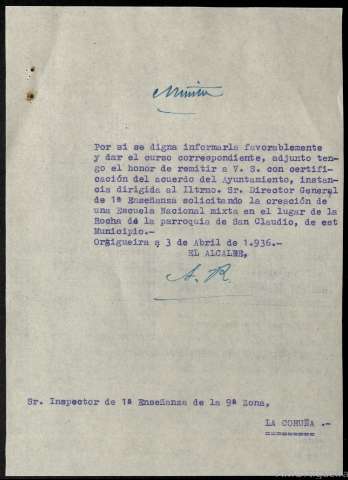 Minuta
Por si se digna informarla favorablemente
y dar el curso correspondiente, adjunto ten-
go el honor de remitir a V. S. con certifi-
cación del acuerdo del Ayuntamiento, instan-
cia dirigida al Iltrmo. Sr. Director General
de 1ª Enseñanza solicitando la creación de
una Escuela Nacional mixta en el lugar de la
Rocha de la parroquia de San Claudio, de est
Municipio.-
Ortigueira a 3 de Abril de 1.936.-
EL ALCALDE,
A. R.
Sr. Inspector de 1ª Enseñanza de la 9ª Zona,
LA CORUÑA .-